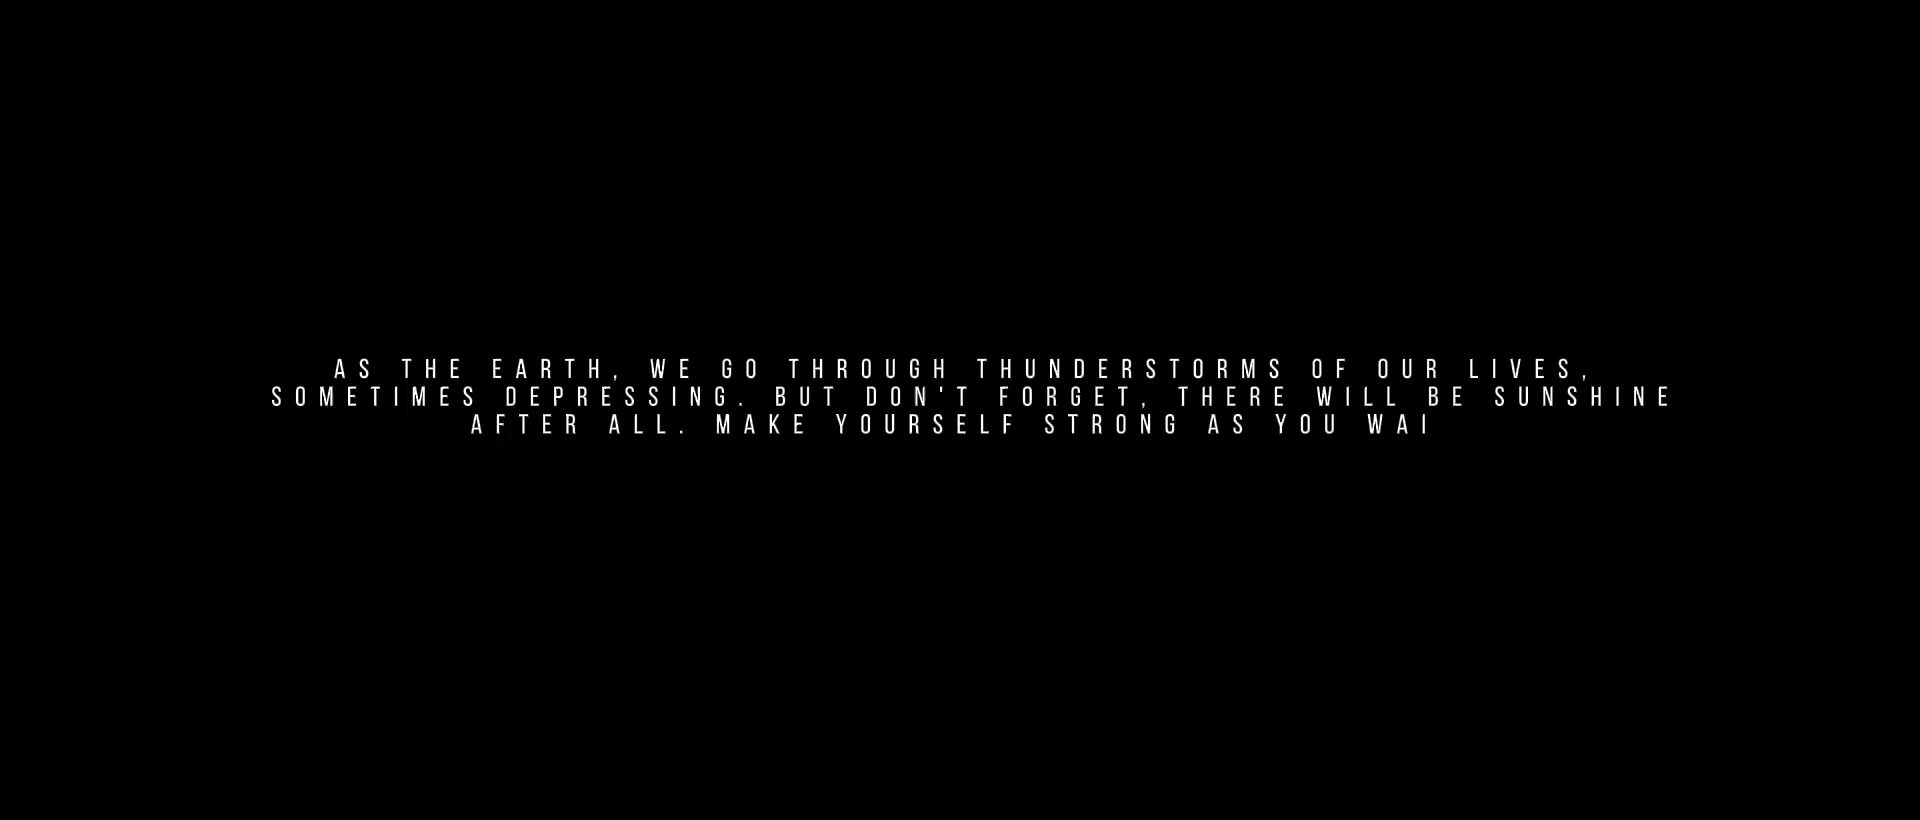 AS THE EARTH, WE GO THROUGH THUNDERSTORMS OF OUR LIVES,
SOMETIMES DEPRESSING. BUT DON'T FORGET, THERE WILL BE SUNSHINE
AFTER ALL. MAKE YOURSELF STRONG AS YOU WAI